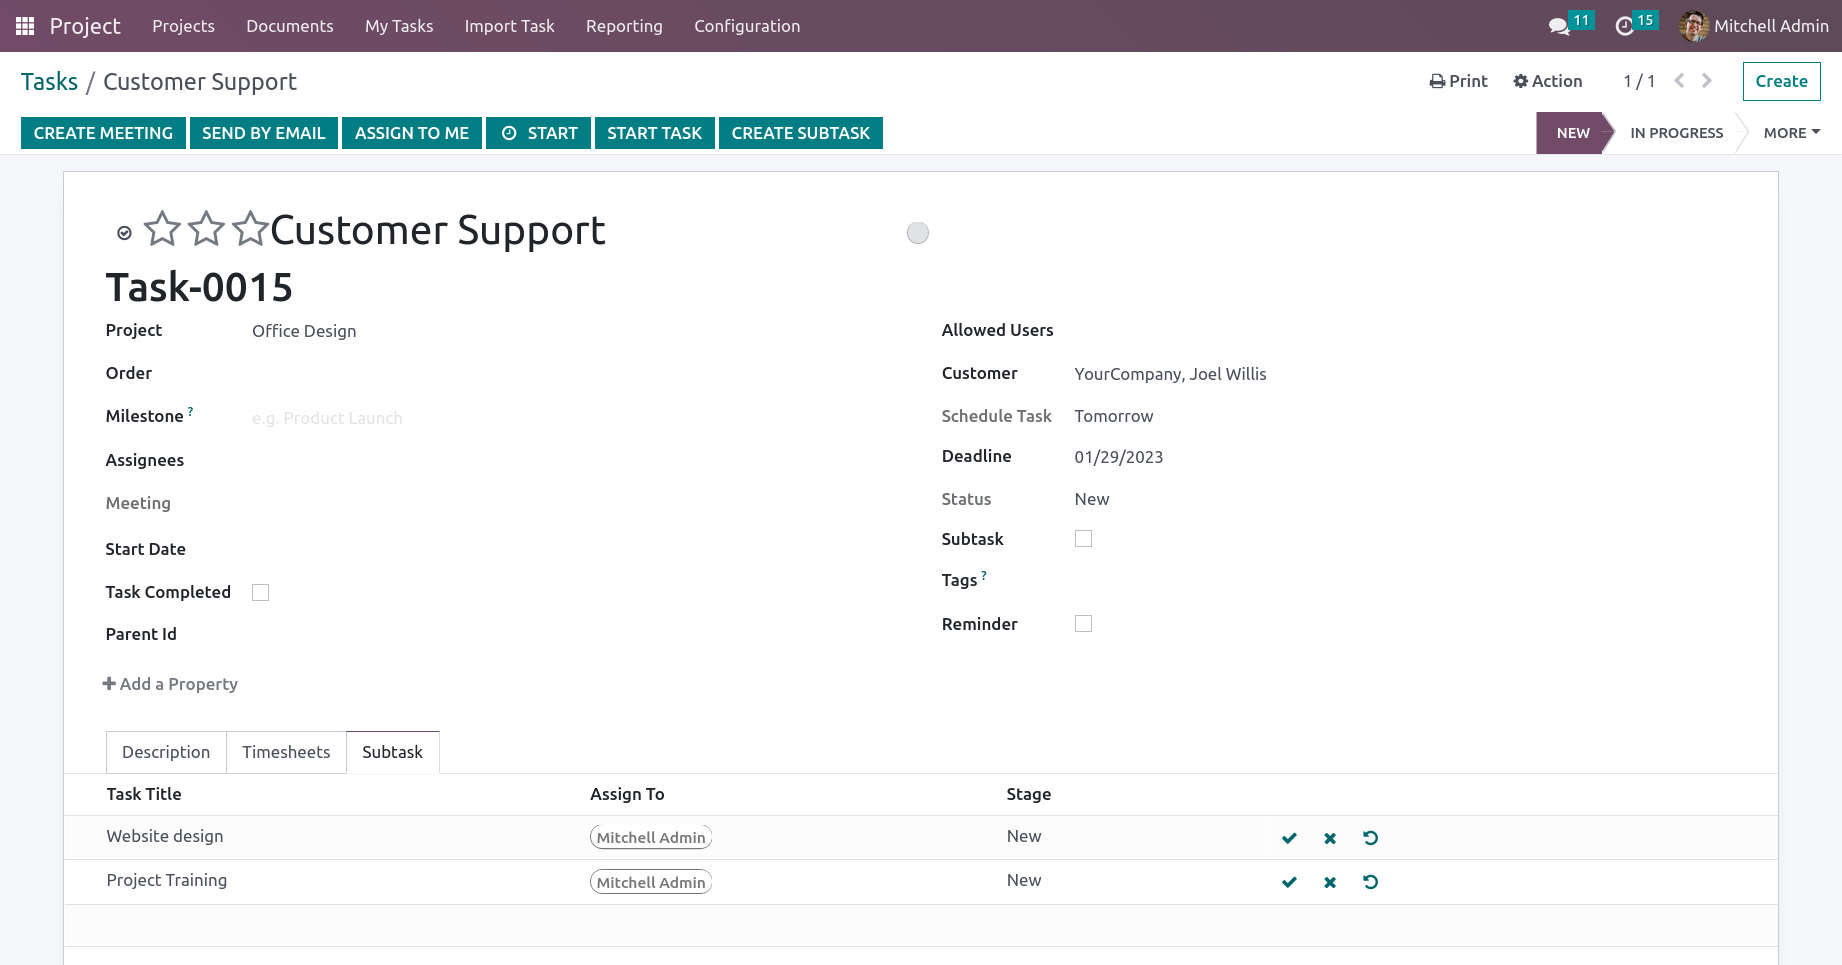 Project Projects Documents My Tasks Import Task Reporting Configuration 11 15 Mitchell Admin
Tasks / Customer Support Print Action 1 / 1 Create
CREATE MEETING SEND BY EMAIL ASSIGN TO ME START START TASK CREATE SUBTASK NEW IN PROGRESS MORE
Customer Support
Task-0015
Project Office Design
Order
Milestone ? e.g. Product Launch
Assignees
Meeting
Start Date
Task Completed
Parent Id
Allowed Users
Customer YourCompany, Joel Willis
Schedule Task Tomorrow
Deadline 01/29/2023
Status New
Subtask
Tags ?
Reminder
Add a Property
Description Timesheets Subtask
Task Title Assign To Stage
Website design Mitchell Admin New
Project Training Mitchell Admin New